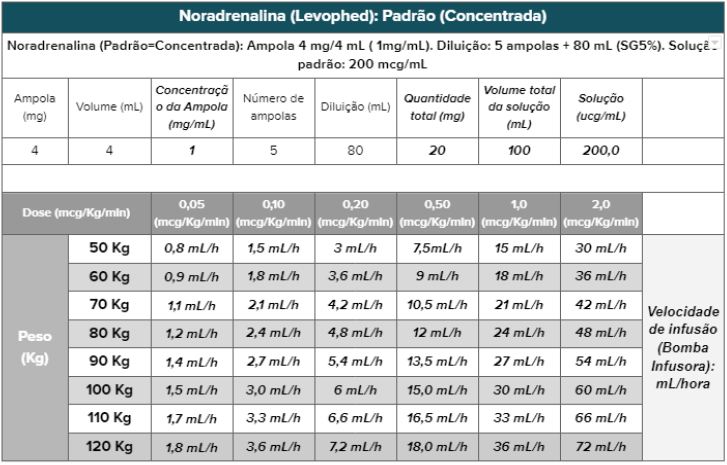 Noradrenalina (Levophed): Padrão (Concentrada)
Noradrenalina (Padrão=Concentrada): Ampola 4 mg/4 mL ( 1mg/mL). Diluição: 5 ampolas + 80 mL (SG5%). Solução
padrão: 200 mcg/mL
Ampola (mg) Volume (mL) Concentração da Ampola (mg/mL) Número de ampolas Diluição (mL) Quantidade total (mg) Volume total da solução (mL) Solução (ucg/mL)
4 4 1 5 80 20 100 200,0
Dose (mcg/Kg/min) 0,05 (mcg/Kg/min) 0,10 (mcg/Kg/min) 0,20 (mcg/Kg/min) 0,50 (mcg/Kg/min) 1,0 (mcg/Kg/min) 2,0 (mcg/Kg/min)
Peso (Kg)
50 Kg 0,8 mL/h 1,5 mL/h 3 mL/h 7,5mL/h 15 mL/h 30 mL/h
60 Kg 0,9 mL/h 1,8 mL/h 3,6 mL/h 9 mL/h 18 mL/h 36 mL/h
70 Kg 1,1 mL/h 2,1 mL/h 4,2 mL/h 10,5 mL/h 21 mL/h 42 mL/h
80 Kg 1,2 mL/h 2,4 mL/h 4,8 mL/h 12 mL/h 24 mL/h 48 mL/h
90 Kg 1,4 mL/h 2,7 mL/h 5,4 mL/h 13,5 mL/h 27 mL/h 54 mL/h
100 Kg 1,5 mL/h 3,0 mL/h 6 mL/h 15,0 mL/h 30 mL/h 60 mL/h
110 Kg 1,7 mL/h 3,3 mL/h 6,6 mL/h 16,5 mL/h 33 mL/h 66 mL/h
120 Kg 1,8 mL/h 3,6 mL/h 7,2 mL/h 18,0 mL/h 36 mL/h 72 mL/h
Velocidade
de infusão
(Bomba
Infusora):
mL/hora